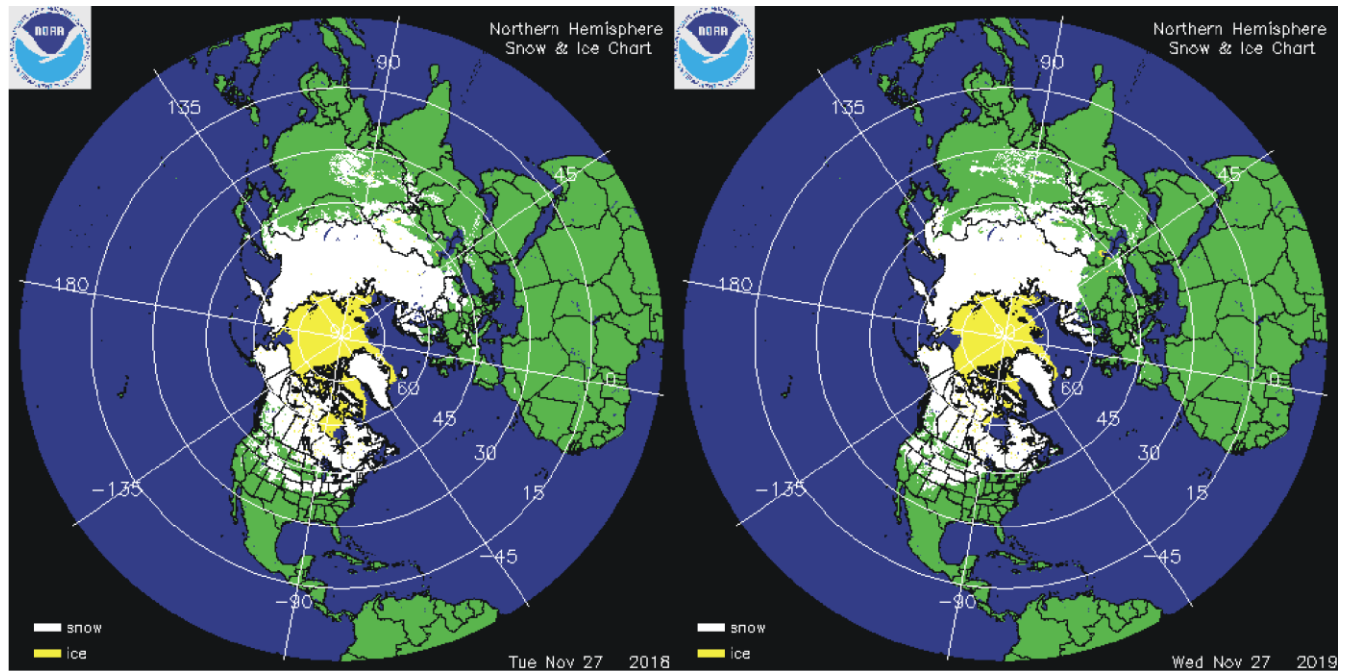 NOAA
Northern Hemisphere
Snow & Ice Chart
90
135
45
180
90
0
60
45
30
-135
15
-45
-90
snow
ice
Tue Nov 27 2018
NOAA
Northern Hemisphere
Snow & Ice Chart
90
135
45
180
90
0
60
45
30
-135
15
-45
-90
snow
ice
Wed Nov 27 2019